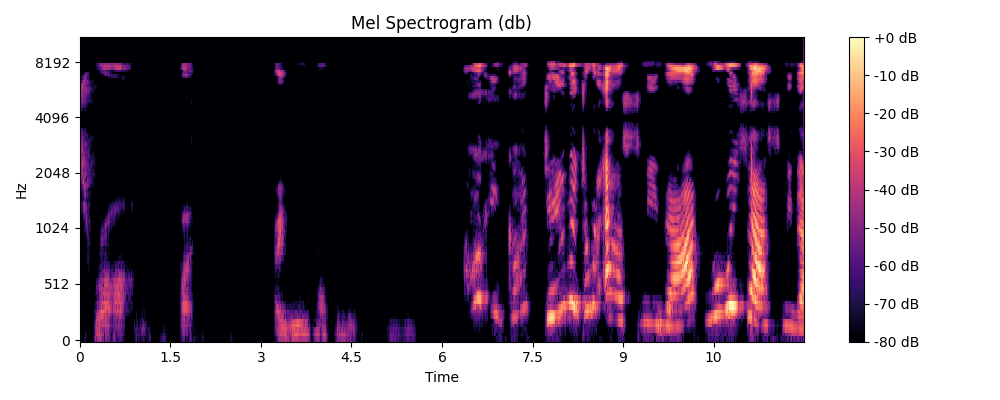 Mel Spectrogram (db)
8192
4096
2048
1024
512
0
Hz
0 1.5 3 4.5 6 7.5 9 10
Time
+0 dB
-10 dB
-20 dB
-30 dB
-40 dB
-50 dB
-60 dB
-70 dB
-80 dB